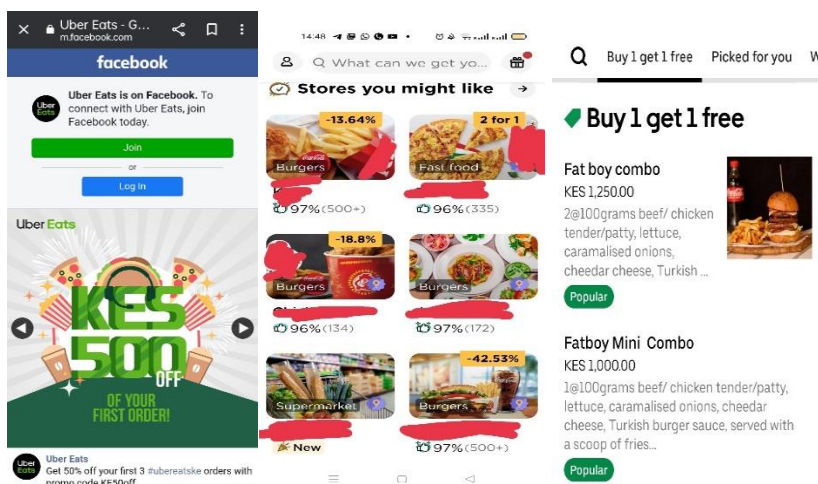 Uber Eats - G...
m.facebook.com
facebook
Uber Eats
Uber Eats is on Facebook. To
connect with Uber Eats, join
Facebook today.
Join
or
Log In
Uber Eats
KES
500
OFF
OF YOUR
FIRST ORDER!
Uber Eats
Uber Eats
Get 50% off your first 3 #ubereatske orders with
promo code KE50off
14:48
What can we get yo...
Stores you might like
-13.64%
Burgers
97%(500+)
2 for 1
Fast food
96%(335)
-18.8%
Burgers
96%(134)
Burgers
97%(172)
Supermarket
New
-42.53%
Burgers
97%(500+)
Buy 1 get 1 free Picked for you W
Buy 1 get 1 free
Fat boy combo
KES 1,250.00
2@100grams beef/ chicken
tender/patty, lettuce,
caramalised onions,
cheedar cheese, Turkish ...
Popular
Fatboy Mini Combo
KES 1,000.00
1@100grams beef/ chicken tender/patty,
lettuce, caramalised onions, cheedar
cheese, Turkish burger sauce, served with
a scoop of fries...
Popular